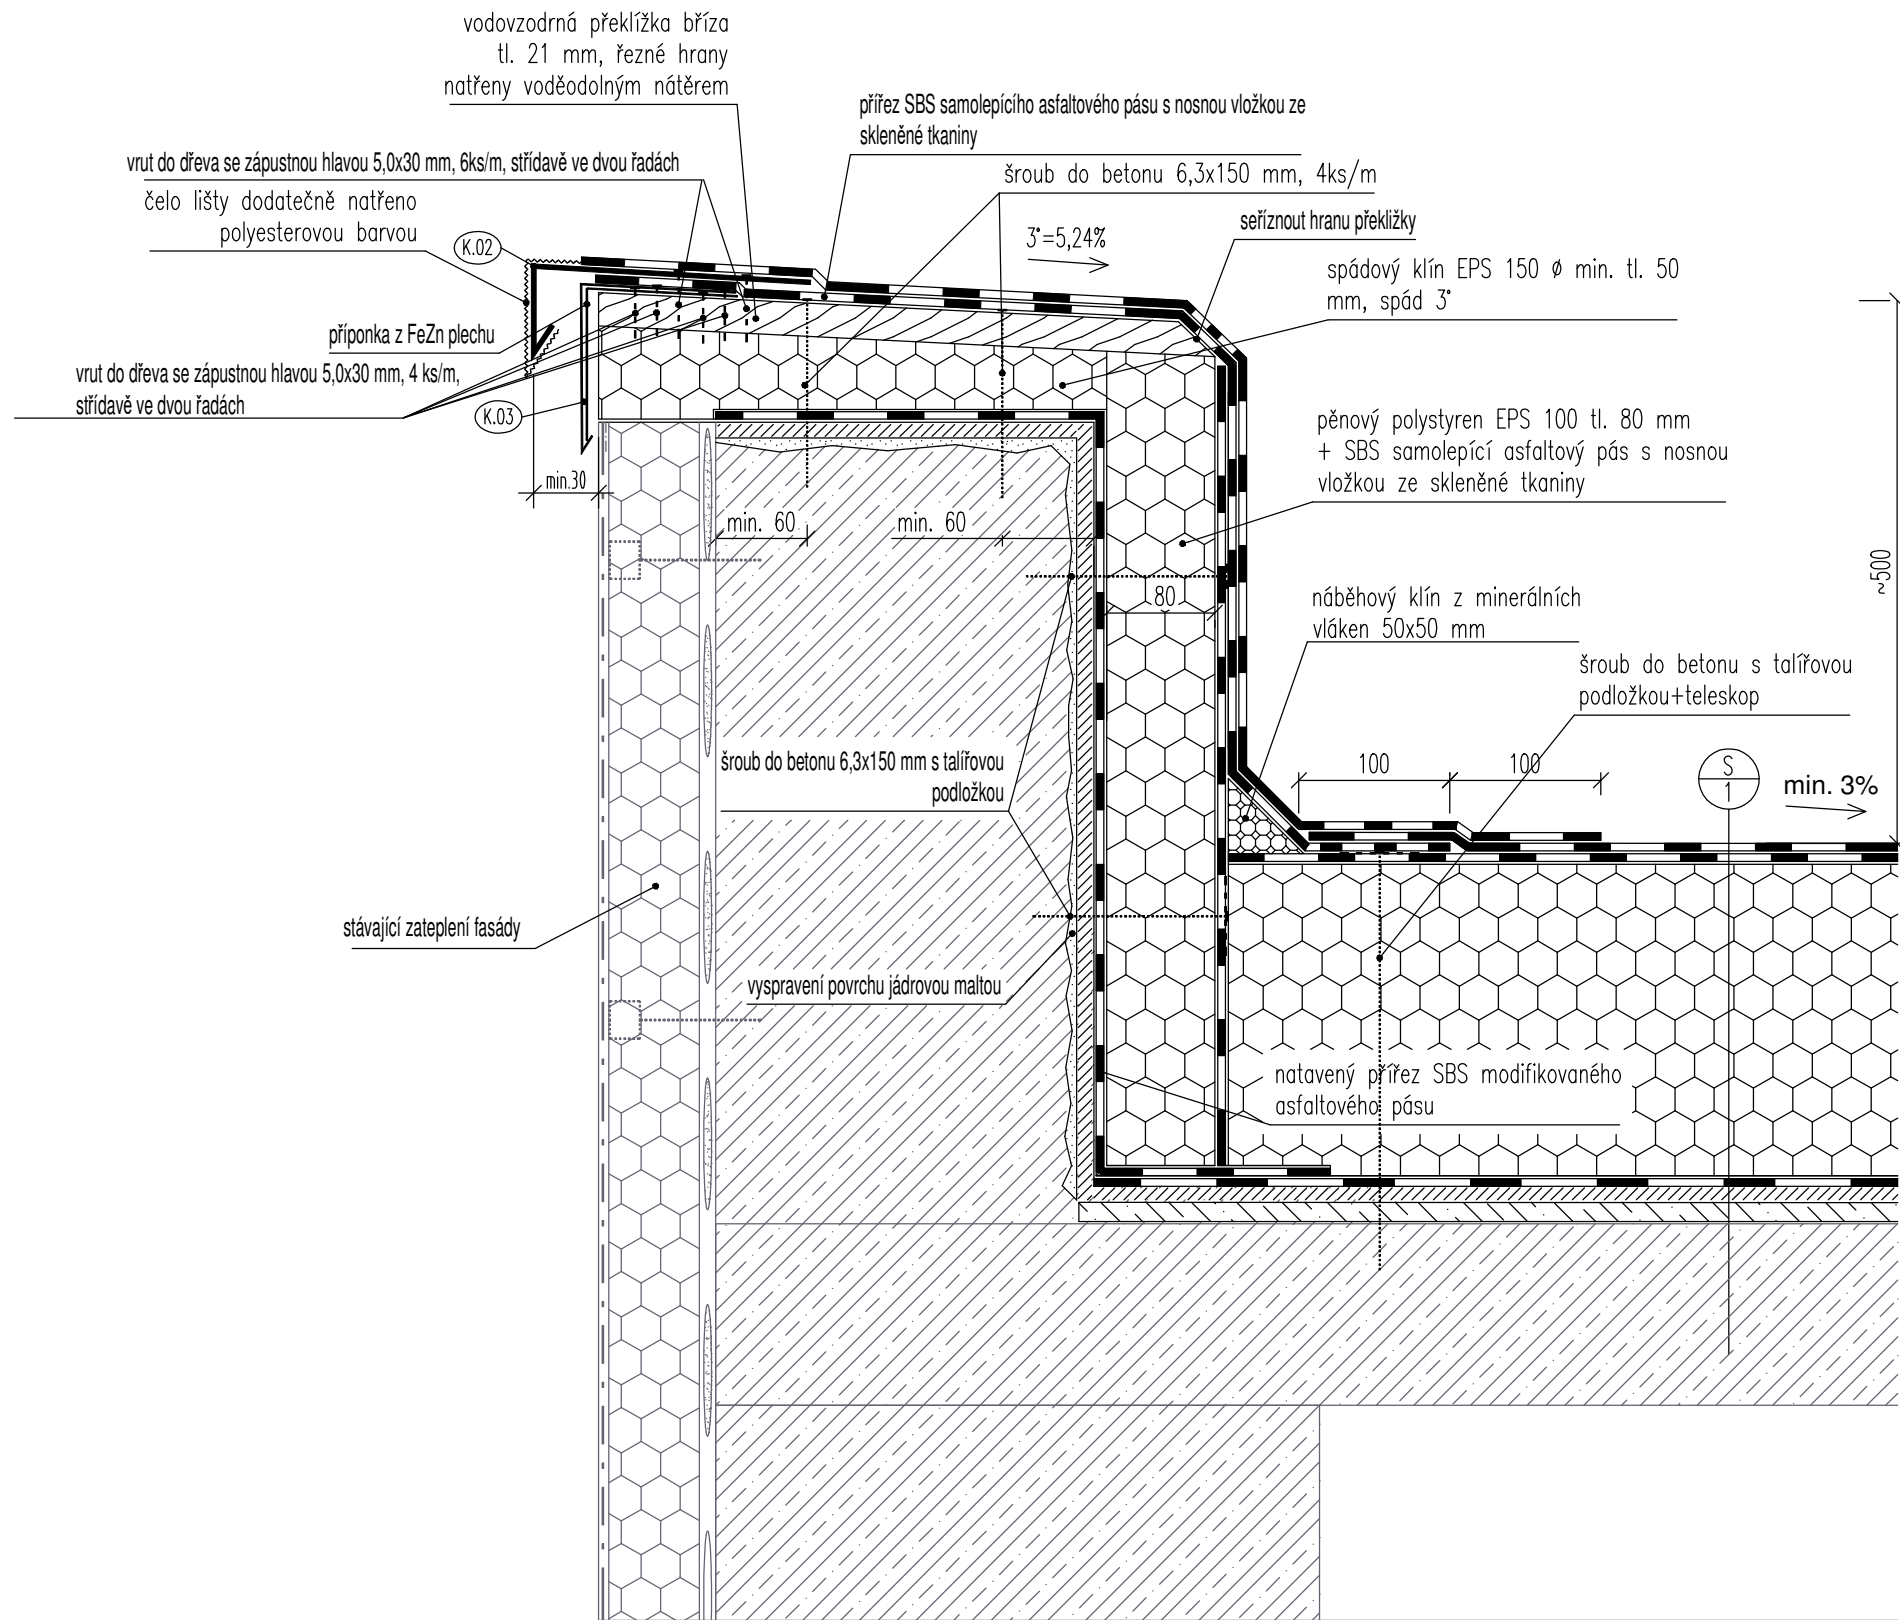 vodovzodrná překlížka bříza
tl. 21 mm, řezné hrany
natřeny voděodolným nátěrem
přířez SBS samolepícího asfaltového pásu s nosnou vložkou ze
skleněné tkaniny
vrut do dřeva se zápustnou hlavou 5,0x30 mm, 6ks/m, střídavě ve dvou řadách
šroub do betonu 6,3x150 mm, 4ks/m
čelo lišty dodatečně natřeno
polyesterovou barvou
K.02
3°=5,24%
seříznout hranu překližky
spádový klín EPS 150 Ø min. tl. 50
mm, spád 3°
příponka z FeZn plechu
vrut do dřeva se zápustnou hlavou 5,0x30 mm, 4 ks/m,
střídavě ve dvou řadách
K.03
pěnový polystyren EPS 100 tl. 80 mm
+ SBS samolepící asfaltový pás s nosnou
vložkou ze skleněné tkaniny
min.30
min. 60
min. 60
~500
80
náběhový klín z minerálních
vláken 50x50 mm
šroub do betonu s talířovou
podložkou+teleskop
šroub do betonu 6,3x150 mm s talířovou
podložkou
100
100
S
1
min. 3%
stávající zateplení fasády
vyspravení povrchu jádrovou maltou
natavený přířez SBS modifikovaného
asfaltového pásu